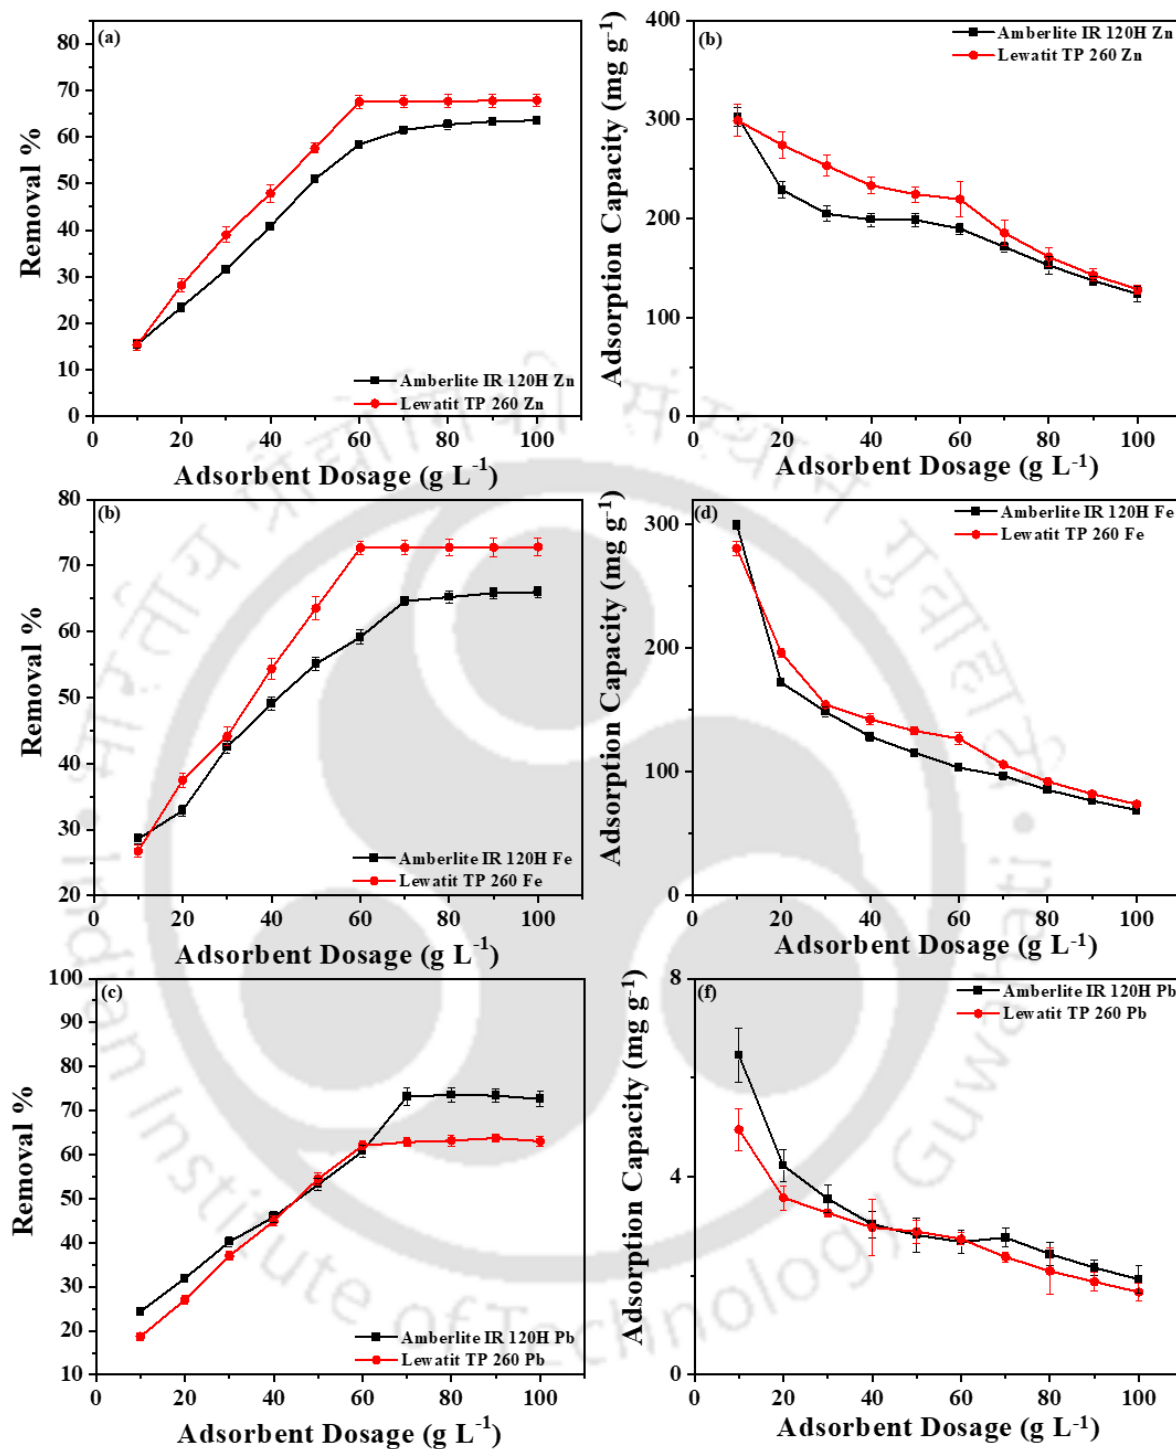 (a)
80
70
60
50
40
30
20
10
0
Removal %
Amberlite IR 120H Zn
Lewatit TP 260 Zn
0 20 40 60 80 100
Adsorbent Dosage (g L⁻¹)
(b)
400
300
200
100
0
Adsorption Capacity (mg g⁻¹)
Amberlite IR 120H Zn
Lewatit TP 260 Zn
0 20 40 60 80 100
Adsorbent Dosage (g L⁻¹)
(b)
80
70
60
50
40
30
20
Removal %
Amberlite IR 120H Fe
Lewatit TP 260 Fe
0 20 40 60 80 100
Adsorbent Dosage (g L⁻¹)
(d)
300
200
100
0
Adsorption Capacity (mg g⁻¹)
Amberlite IR 120H Fe
Lewatit TP 260 Fe
0 20 40 60 80 100
Adsorbent Dosage (g L⁻¹)
(c)
100
90
80
70
60
50
40
30
20
10
Removal %
Amberlite IR 120H Pb
Lewatit TP 260 Pb
0 20 40 60 80 100
Adsorbent Dosage (g L⁻¹)
(f)
8
4
0
Adsorption Capacity (mg g⁻¹)
Amberlite IR 120H Pb
Lewatit TP 260 Pb
0 20 40 60 80 100
Adsorbent Dosage (g L⁻¹)
भारतीय प्रौद्योगिकी संस्थान गुवाहाटी
Indian Institute of Technology Guwahati